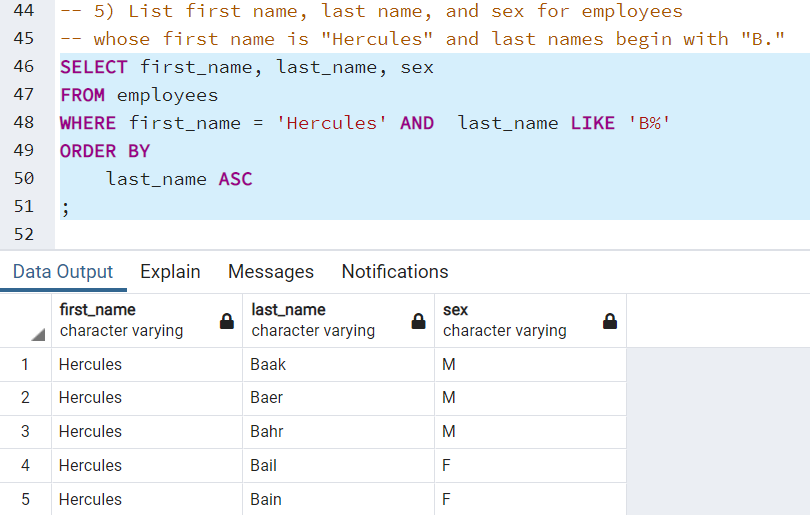 44 -- 5) List first name, last name, and sex for employees
45 -- whose first name is "Hercules" and last names begin with "B."
46 SELECT first_name, last_name, sex
47 FROM employees
48 WHERE first_name = 'Hercules' AND  last_name LIKE 'B%'
49 ORDER BY
50     last_name ASC
51 ;
52
Data Output Explain Messages Notifications
first_name last_name sex
character varying character varying character varying
1 Hercules Baak M
2 Hercules Baer M
3 Hercules Bahr M
4 Hercules Bail F
5 Hercules Bain F